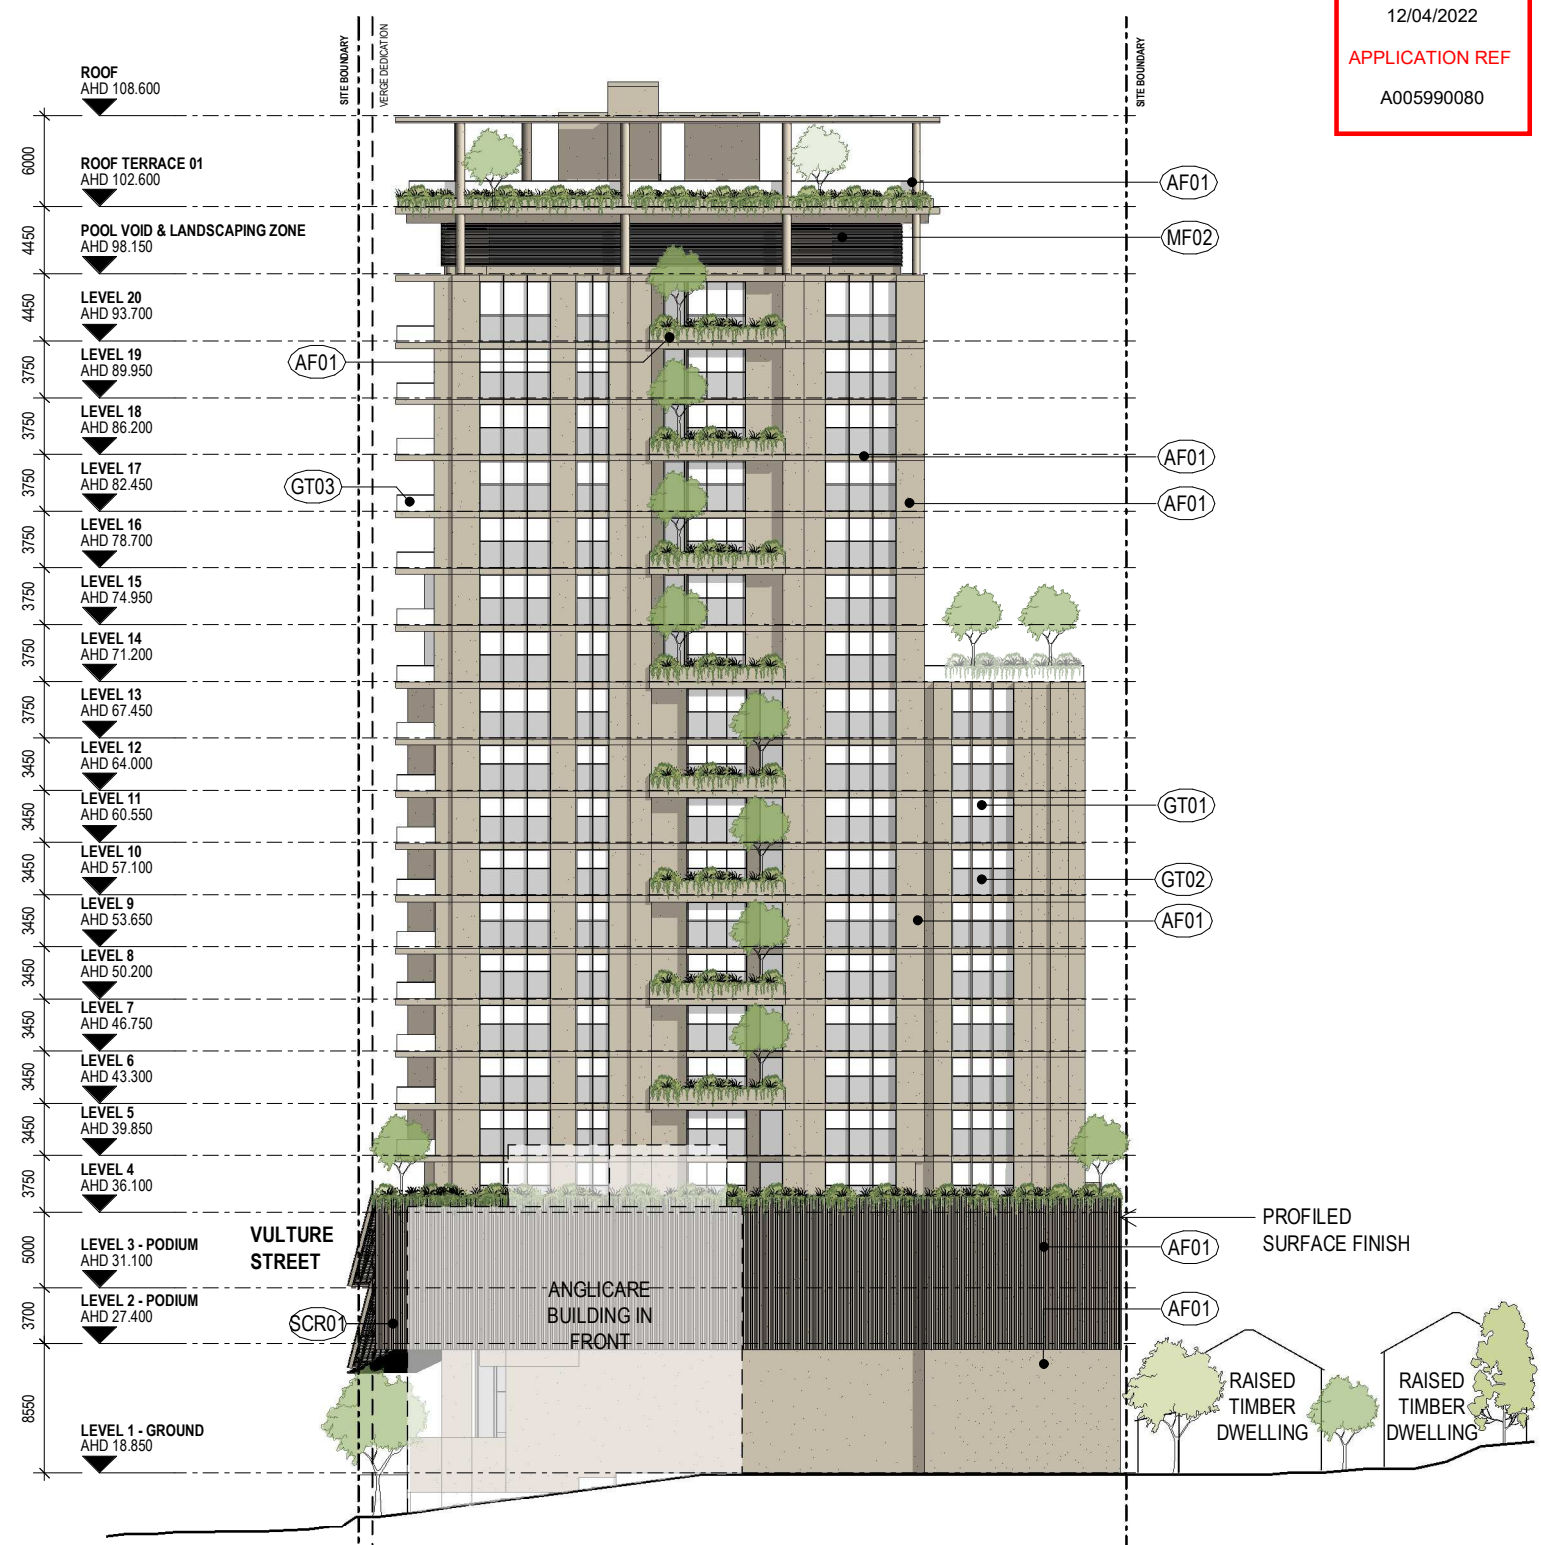 12/04/2022
APPLICATION REF
A005990080
SITE BOUNDARY
VERGE DEDICATION
SITE BOUNDARY
ROOF
AHD 108.600
6000
ROOF TERRACE 01
AHD 102.600
AF01
4450
POOL VOID & LANDSCAPING ZONE
AHD 98.150
MF02
4450
LEVEL 20
AHD 93.700
3750
LEVEL 19
AHD 89.950
AF01
3750
LEVEL 18
AHD 86.200
AF01
3750
LEVEL 17
AHD 82.450
GT03
AF01
3750
LEVEL 16
AHD 78.700
3750
LEVEL 15
AHD 74.950
3750
LEVEL 14
AHD 71.200
3750
LEVEL 13
AHD 67.450
3450
LEVEL 12
AHD 64.000
3450
LEVEL 11
AHD 60.550
GT01
3450
LEVEL 10
AHD 57.100
GT02
3450
LEVEL 9
AHD 53.650
AF01
3450
LEVEL 8
AHD 50.200
3450
LEVEL 7
AHD 46.750
3450
LEVEL 6
AHD 43.300
3450
LEVEL 5
AHD 39.850
3750
LEVEL 4
AHD 36.100
VULTURE
STREET
PROFILED
SURFACE FINISH
5000
LEVEL 3 - PODIUM
AHD 31.100
AF01
ANGLICARE
BUILDING IN
FRONT
3700
LEVEL 2 - PODIUM
AHD 27.400
SCR01
AF01
8550
LEVEL 1 - GROUND
AHD 18.850
RAISED
TIMBER
DWELLING
RAISED
TIMBER
DWELLING